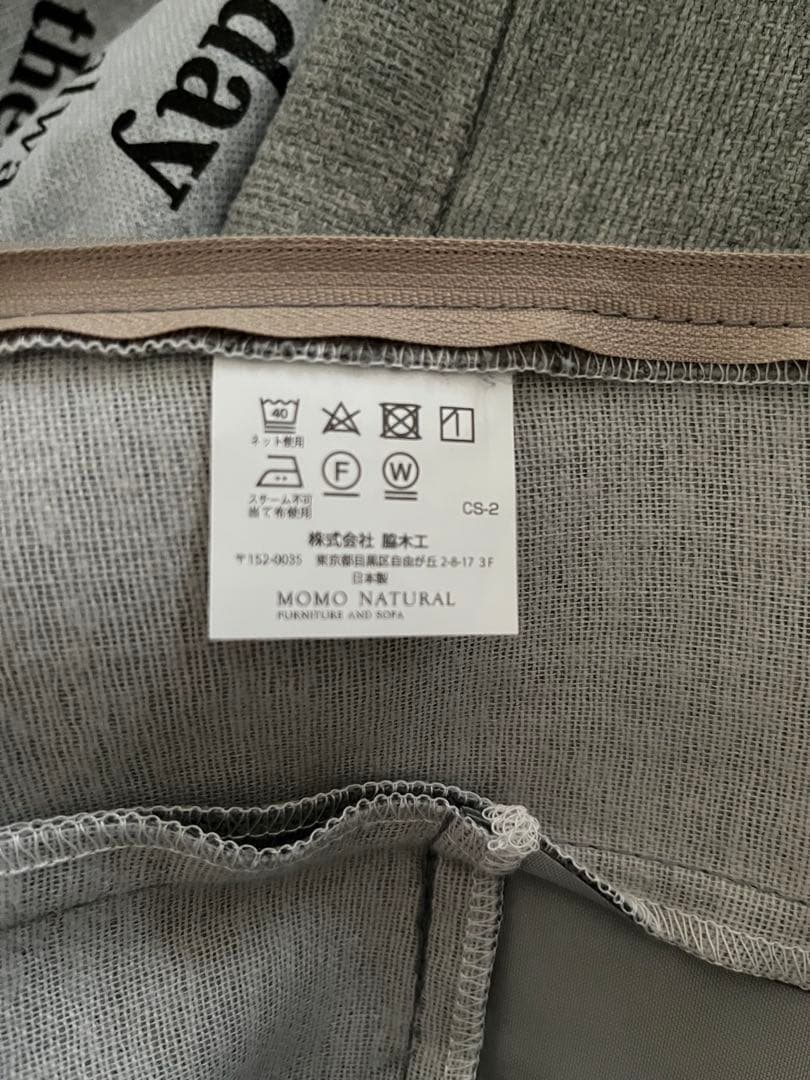 day
the
40
ネット使用
F
W
スチーム不可
当て布使用
CS-2
株式会社 脇木工
〒152-0035 東京都目黒区自由が丘 2-8-17 3F
日本製
MOMO NATURAL
FURNITURE AND SOFA